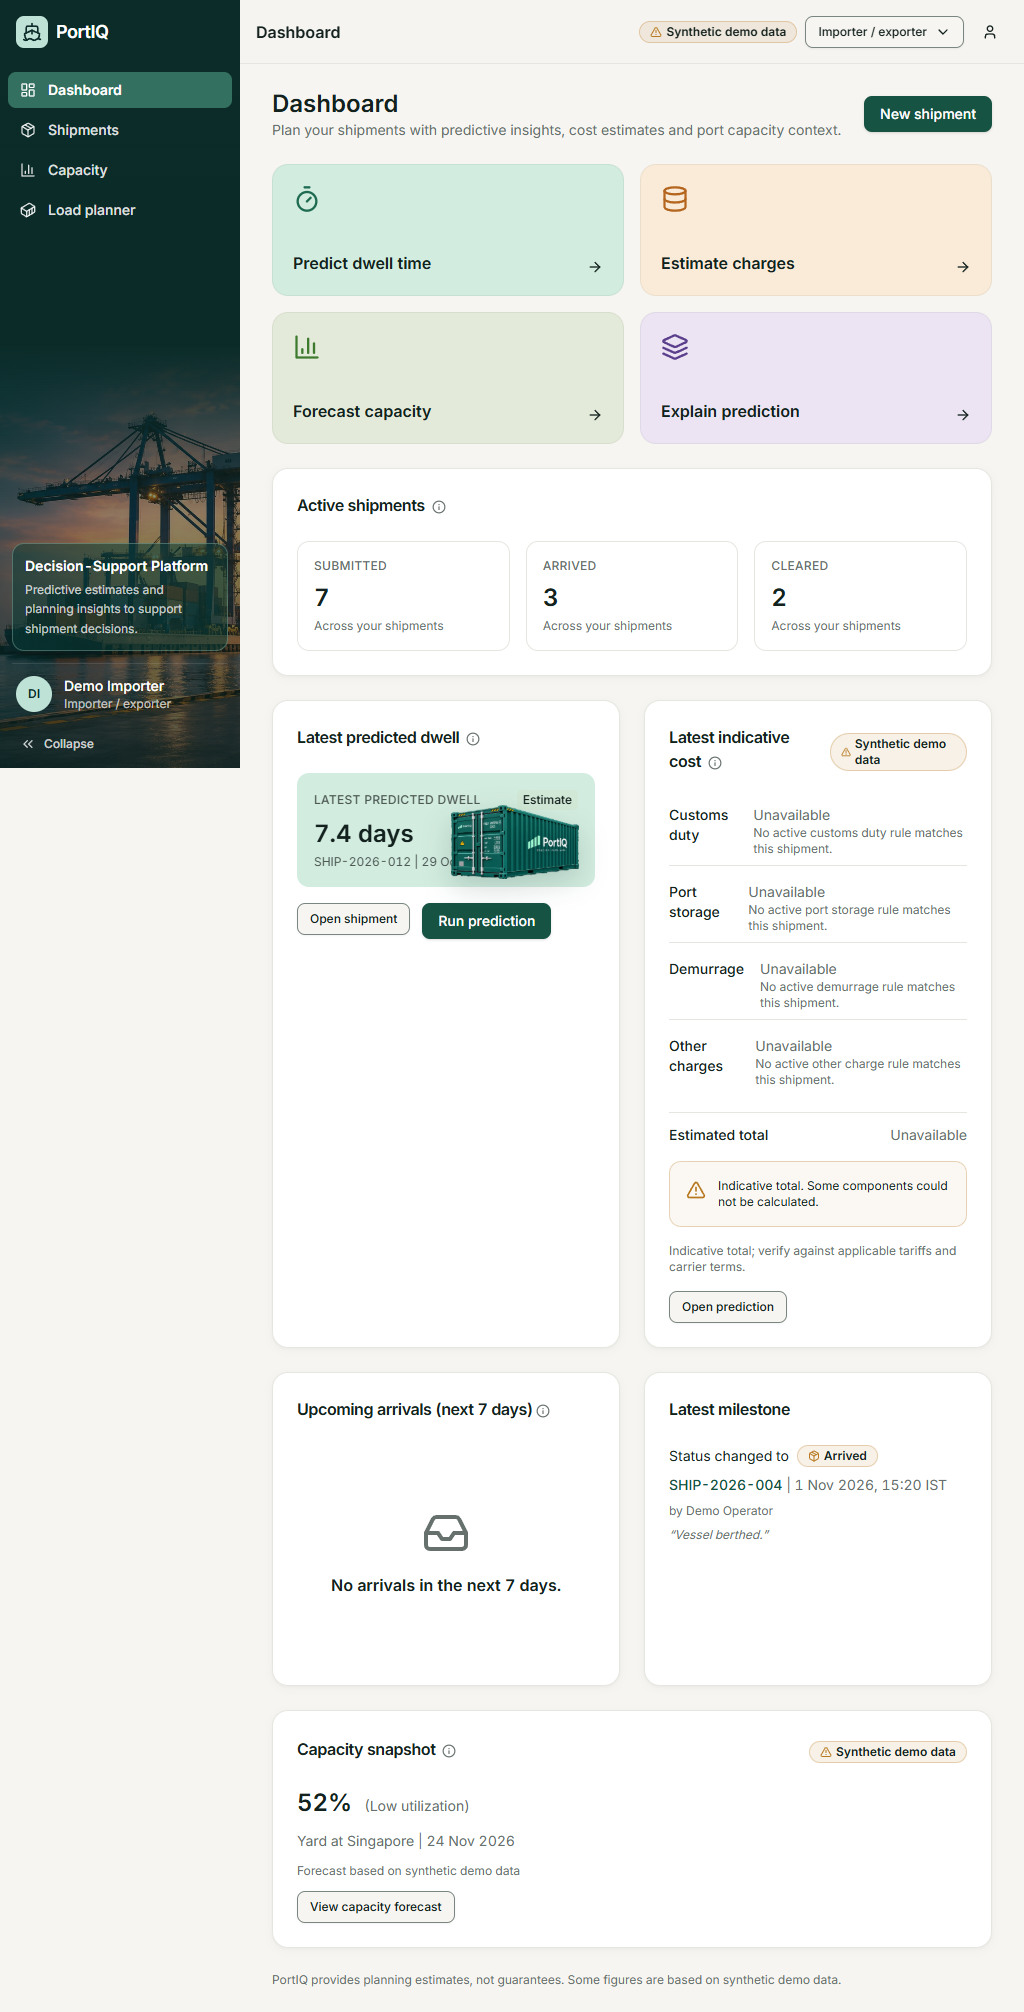 PortIQ
Dashboard
Shipments
Capacity
Load planner
Decision-Support Platform
Predictive estimates and
planning insights to support
shipment decisions.
DI
Demo Importer
Importer / exporter
Collapse
Dashboard
Synthetic demo data
Importer / exporter
Dashboard
Plan your shipments with predictive insights, cost estimates and port capacity context.
New shipment
Predict dwell time
Estimate charges
Forecast capacity
Explain prediction
Active shipments
SUBMITTED
7
Across your shipments
ARRIVED
3
Across your shipments
CLEARED
2
Across your shipments
Latest predicted dwell
LATEST PREDICTED DWELL
Estimate
7.4 days
SHIP-2026-012 | 29 O
PortIQ
Open shipment
Run prediction
Latest indicative
cost
Synthetic demo
data
Customs
duty
Unavailable
No active customs duty rule matches
this shipment.
Port
storage
Unavailable
No active port storage rule matches
this shipment.
Demurrage
Unavailable
No active demurrage rule matches
this shipment.
Other
charges
Unavailable
No active other charge rule matches
this shipment.
Estimated total
Unavailable
Indicative total. Some components could
not be calculated.
Indicative total; verify against applicable tariffs and
carrier terms.
Open prediction
Upcoming arrivals (next 7 days)
No arrivals in the next 7 days.
Latest milestone
Status changed to Arrived
SHIP-2026-004 | 1 Nov 2026, 15:20 IST
by Demo Operator
“Vessel berthed.”
Capacity snapshot
Synthetic demo data
52% (Low utilization)
Yard at Singapore | 24 Nov 2026
Forecast based on synthetic demo data
View capacity forecast
PortIQ provides planning estimates, not guarantees. Some figures are based on synthetic demo data.